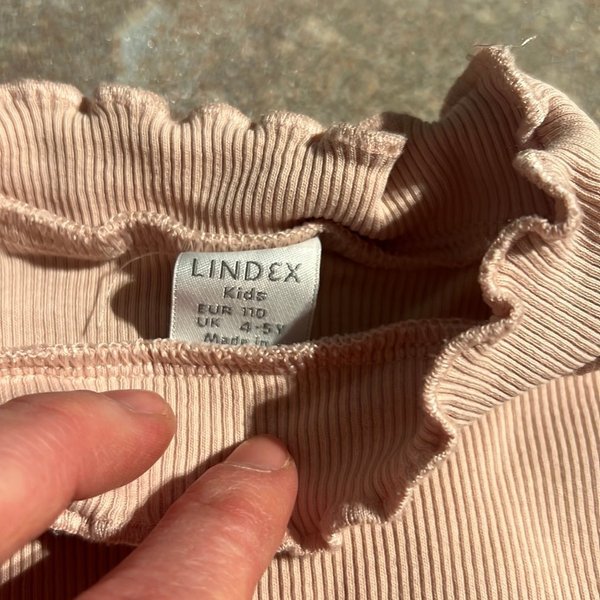 LINDEX
Kids
EUR 110
UK 4-5Y
Made in